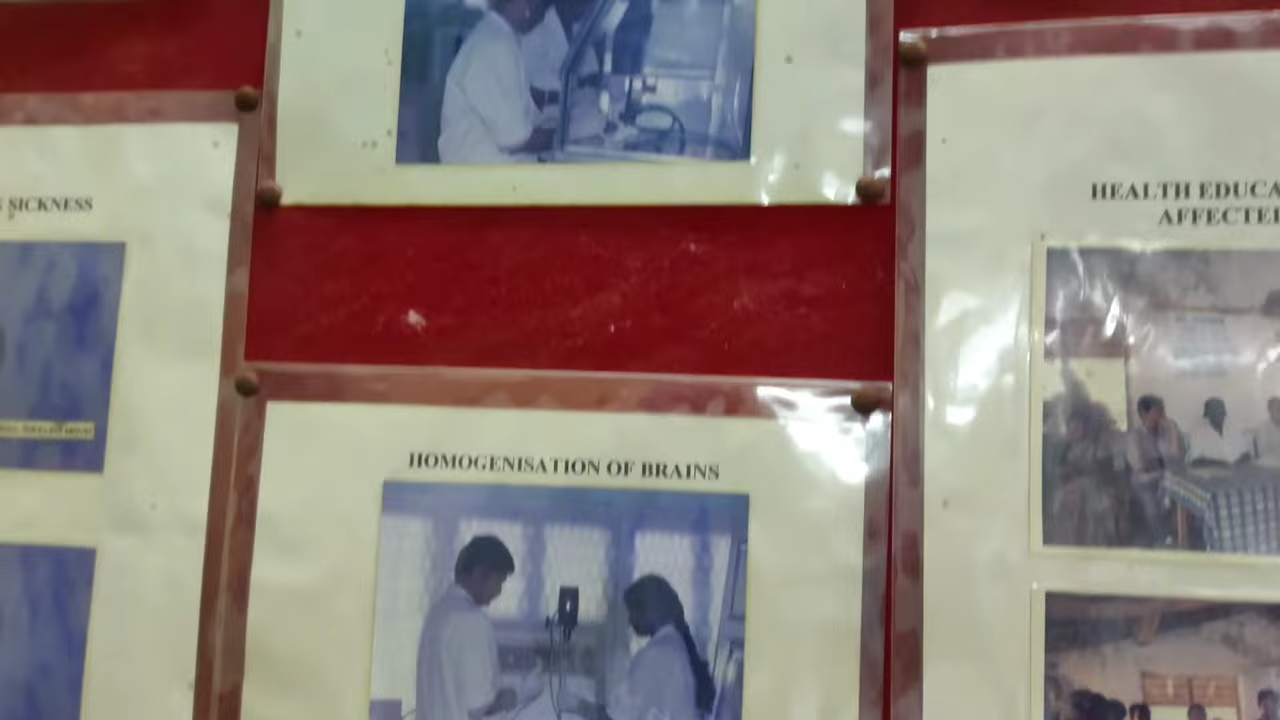 SICKNESS
HOMOGENISATION OF BRAINS
HEALTH EDUCA
AFFECTE